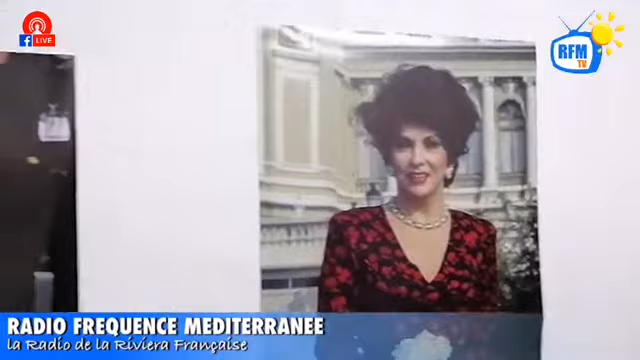 LIVE
RFM
TV
RADIO FREQUENCE MEDITERRANEE
la Radio de la Riviera Française